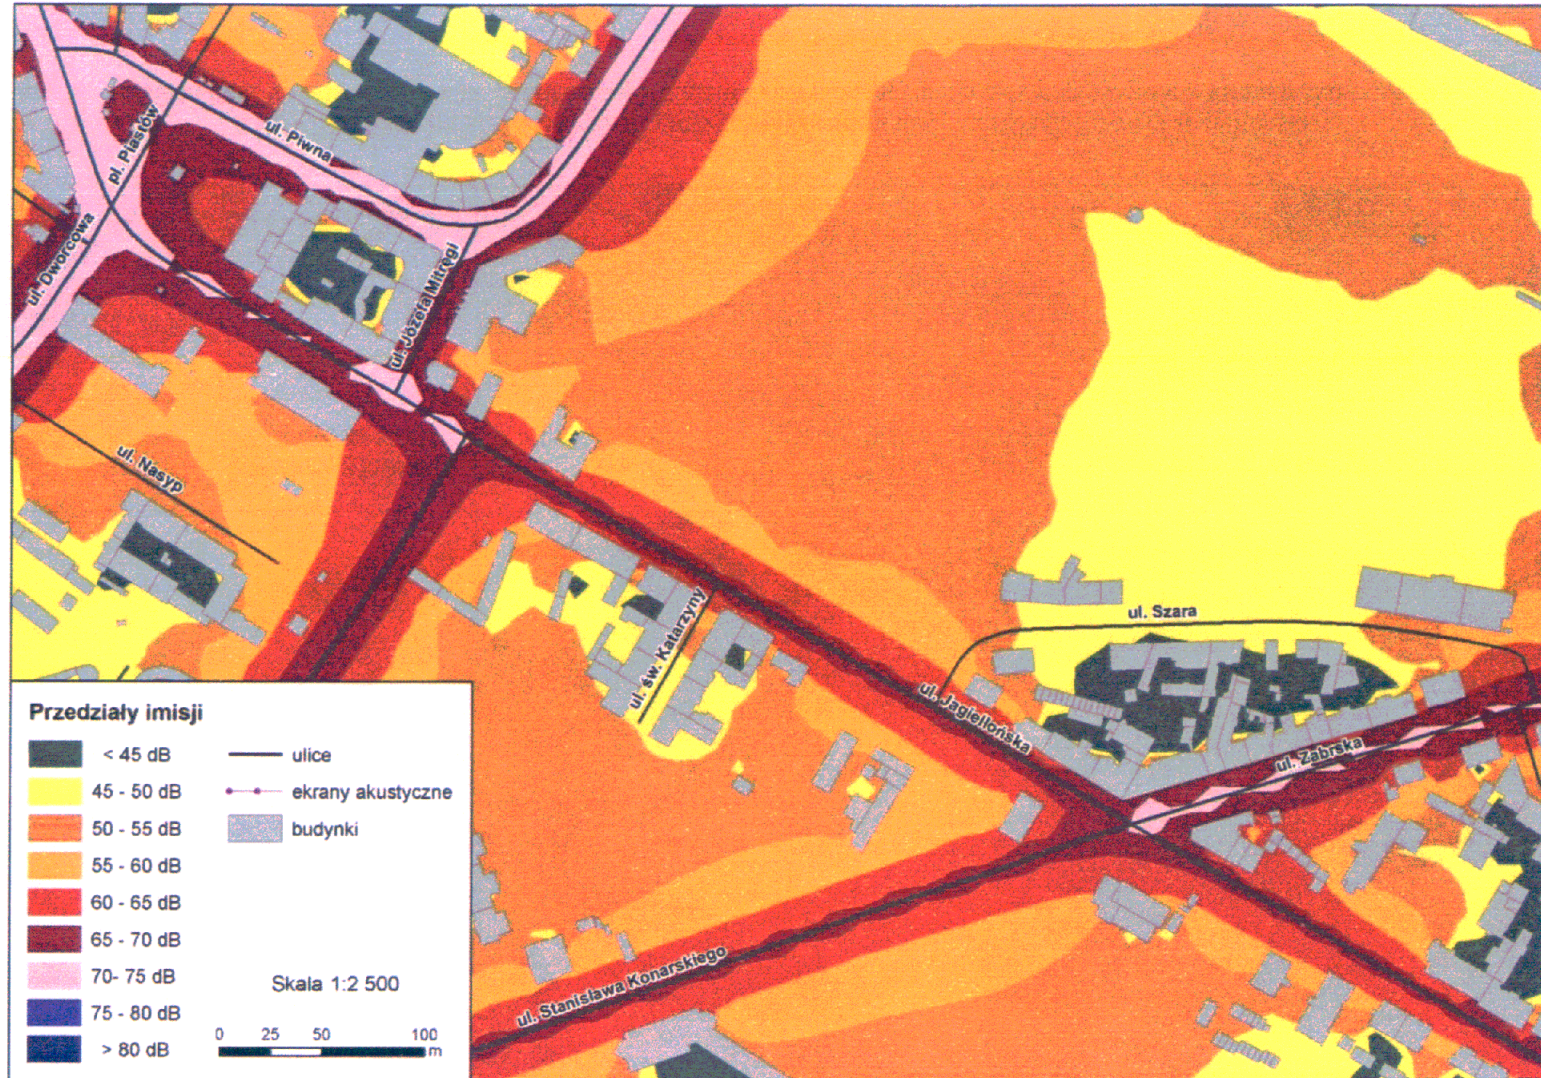 ul. Piwna
pl. Piastów
ul. Dworcowa
ul. Józefa Mitręgi
ul. Nasyp
ul. św. Katarzyny
ul. Szara
ul. Jagiellońska
ul. Zabrska
ul. Stanisława Konarskiego
Przedziały imisji
< 45 dB
45 - 50 dB
50 - 55 dB
55 - 60 dB
60 - 65 dB
65 - 70 dB
70- 75 dB
75 - 80 dB
> 80 dB
ulice
ekrany akustyczne
budynki
Skala 1:2 500
0 25 50 100
m